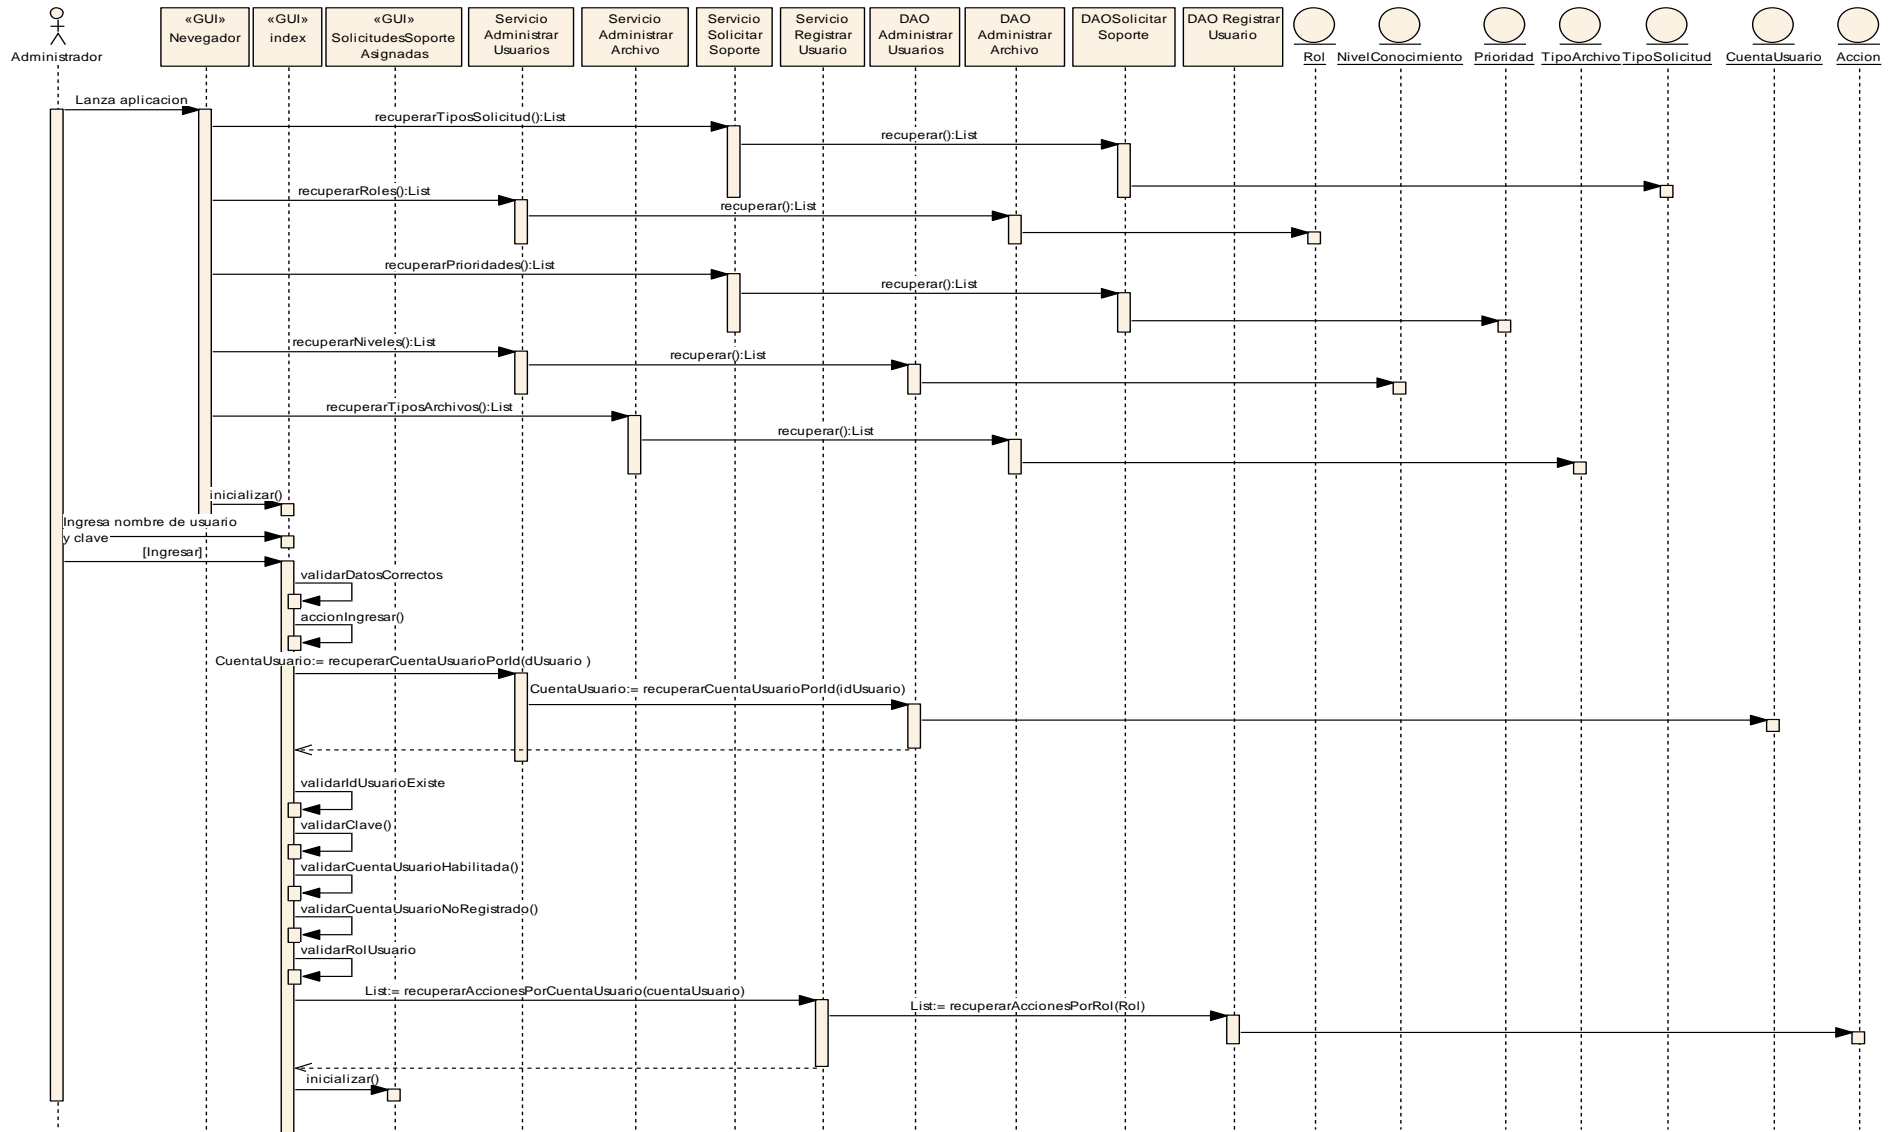 «GUI»
Nevegador
«GUI»
index
«GUI»
SolicitudesSoporte
Asignadas
Servicio
Administrar
Usuarios
Servicio
Administrar
Archivo
Servicio
Solicitar
Soporte
Servicio
Registrar
Usuario
DAO
Administrar
Usuarios
DAO
Administrar
Archivo
DAOSolicitar
Soporte
DAO Registrar
Usuario
Administrador
Rol
NivelConocimiento
Prioridad
TipoArchivo
TipoSolicitud
CuentaUsuario
Accion
Lanza aplicacion
recuperarTiposSolicitud():List
recuperar():List
recuperarRoles():List
recuperar():List
recuperarPrioridades():List
recuperar():List
recuperarNiveles():List
recuperar():List
recuperarTiposArchivos():List
recuperar():List
inicializar()
Ingresa nombre de usuario
y clave
[Ingresar]
validarDatosCorrectos
accionIngresar()
CuentaUsuario:= recuperarCuentaUsuarioPorId(dUsuario )
CuentaUsuario:= recuperarCuentaUsuarioPorId(idUsuario)
validarIdUsuarioExiste
validarClave()
validarCuentaUsuarioHabilitada()
validarCuentaUsuarioNoRegistrado()
validarRolUsuario
List:= recuperarAccionesPorCuentaUsuario(cuentaUsuario)
List:= recuperarAccionesPorRol(Rol)
inicializar()